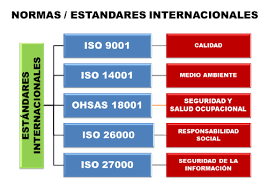 NORMAS / ESTANDARES INTERNACIONALES
ESTÁNDARES
INTERNACIONALES
ISO 9001
CALIDAD
ISO 14001
MEDIO AMBIENTE
OHSAS 18001
SEGURIDAD Y
SALUD OCUPACIONAL
ISO 26000
RESPONSABILIDAD
SOCIAL
ISO 27000
SEGURIDAD DE LA
INFORMACIÓN